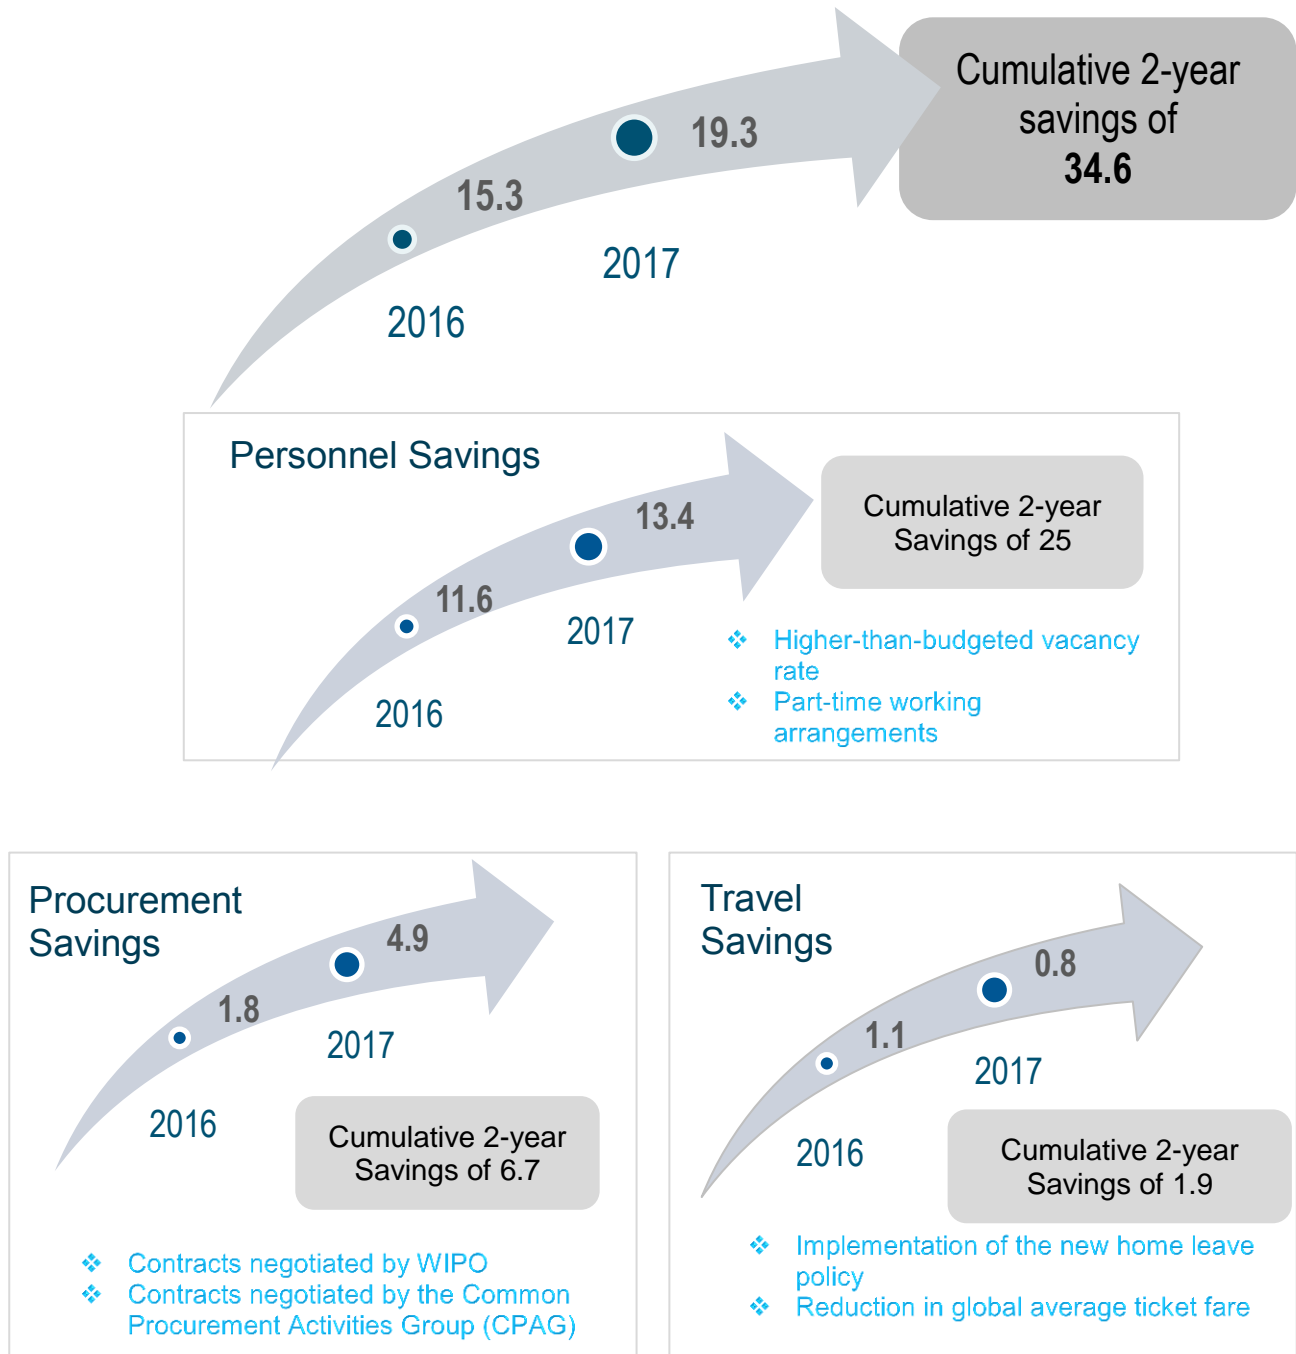 Cumulative 2-year
savings of
34.6
19.3
15.3
2017
2016
Personnel Savings
13.4
11.6
2017
2016
Cumulative 2-year
Savings of 25
❖ Higher-than-budgeted vacancy
rate
❖ Part-time working
arrangements
Procurement
Savings
4.9
1.8
2017
2016
Cumulative 2-year
Savings of 6.7
❖ Contracts negotiated by WIPO
❖ Contracts negotiated by the Common
Procurement Activities Group (CPAG)
Travel
Savings
0.8
1.1
2017
2016
Cumulative 2-year
Savings of 1.9
❖ Implementation of the new home leave
policy
❖ Reduction in global average ticket fare